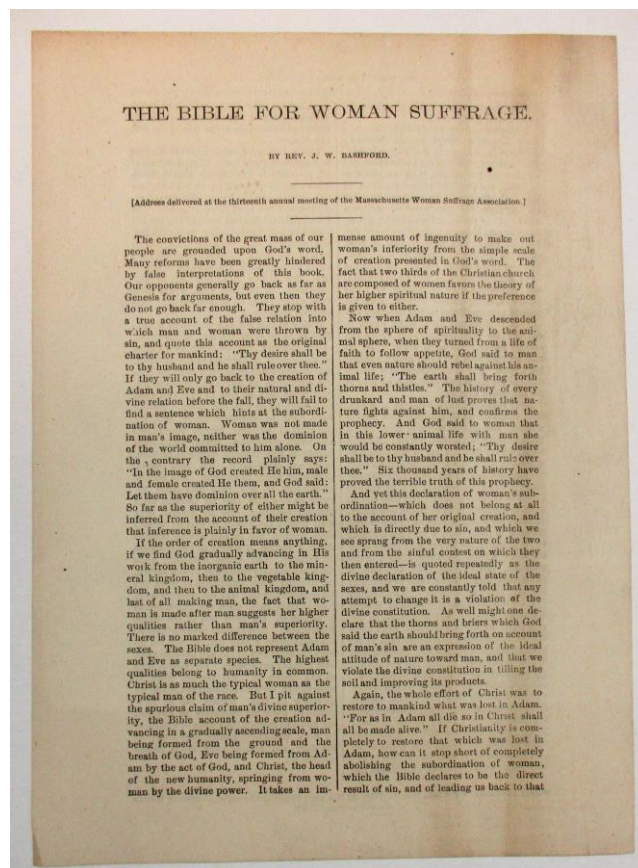 THE BIBLE FOR WOMAN SUFFRAGE.
BY REV. J. W. BASHFORD.
[Address delivered at the thirteenth annual meeting of the Massachusetts Woman Suffrage Association.]
The convictions of the great mass of our
people are grounded upon God's word.
Many reforms have been greatly hindered
by false interpretations of this book.
Our opponents generally go back as far as
Genesis for arguments, but even then they
do not go back far enough. They stop with
a true account of the false relation into
which man and woman were thrown by
sin, and quote this account as the original
charter for mankind: "Thy desire shall be
to thy husband and he shall rule over thee."
If they will only go back to the creation of
Adam and Eve and to their natural and di-
vine relation before the fall, they will fail to
find a sentence which hints at the subordi-
nation of woman. Woman was not made
in man's image, neither was the dominion
of the world committed to him alone. On
the contrary the record plainly says:
"In the image of God created He him, male
and female created He them, and God said:
Let them have dominion over all the earth."
So far as the superiority of either might be
inferred from the account of their creation
that inference is plainly in favor of woman.
If the order of creation means anything,
if we find God gradually advancing in His
work from the inorganic earth to the min-
eral kingdom, then to the vegetable king-
dom, and then to the animal kingdom, and
last of all making man, the fact that wo-
man is made after man suggests her higher
qualities rather than man's superiority.
There is no marked difference between the
sexes. The Bible does not represent Adam
and Eve as separate species. The highest
qualities belong to humanity in common.
Christ is as much the typical woman as the
typical man of the race. But I pit against
the spurious claim of man's divine superior-
ity, the Bible account of the creation ad-
vancing in a gradually ascending scale, man
being formed from the ground and the
breath of God, Eve being formed from Ad-
am by the act of God, and Christ, the head
of the new humanity, springing from wo-
man by the divine power. It takes an im-
mense amount of ingenuity to make out
woman's inferiority from the simple scale
of creation presented in God's word. The
fact that two thirds of the Christian church
are composed of women favors the theory of
her higher spiritual nature if the preference
is given to either.
Now when Adam and Eve descended
from the sphere of spirituality to the ani-
mal sphere, when they turned from a life of
faith to follow appetite, God said to man
that even nature should rebel against his an-
imal life; "The earth shall bring forth
thorns and thistles." The history of every
drunkard and man of lust proves that na-
ture fights against him, and confirms the
prophecy. And God said to woman that
in this lower animal life with man she
would be constantly worsted; "Thy desire
shall be to thy husband and he shall rule over
thee." Six thousand years of history have
proved the terrible truth of this prophecy.
And yet this declaration of woman's sub-
ordination—which does not belong at all
to the account of her original creation, and
which is directly due to sin, and which we
see sprang from the very nature of the two
and from the sinful contest on which they
then entered—is quoted repeatedly as the
divine declaration of the ideal state of the
sexes, and we are constantly told that any
attempt to change it is a violation of the
divine constitution. As well might one de-
clare that the thorns and briers which God
said the earth should bring forth on account
of man's sin are an expression of the ideal
attitude of nature toward man, and that we
violate the divine constitution in tilling the
soil and improving its products.
Again, the whole effort of Christ was to
restore to mankind what was lost in Adam.
"For as in Adam all die so in Christ shall
all be made alive." If Christianity is com-
pletely to restore that which was lost in
Adam, how can it stop short of completely
abolishing the subordination of woman,
which the Bible declares to be the direct
result of sin, and of leading us back to that